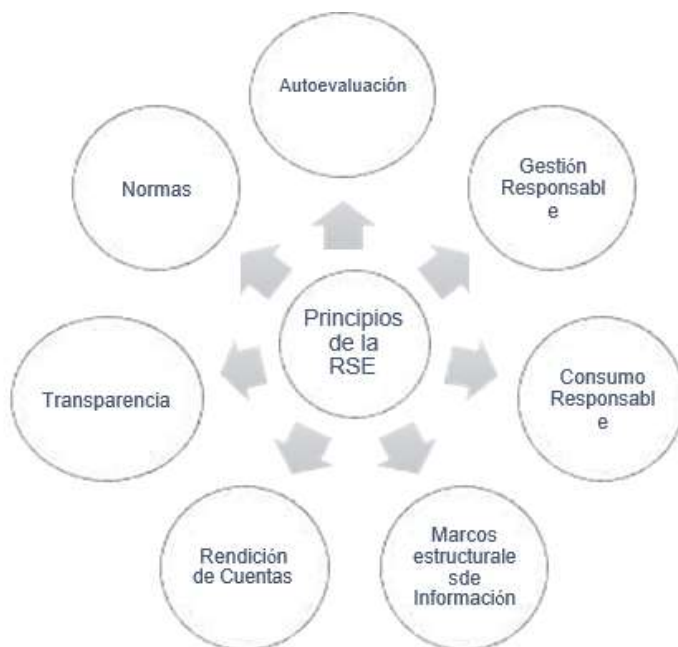 Autoevaluación
Gestión
Responsabl
e
Normas
Principios
de la
RSE
Consumo
Responsabl
e
Transparencia
Rendición
de Cuentas
Marcos
estructurale
sde
Información